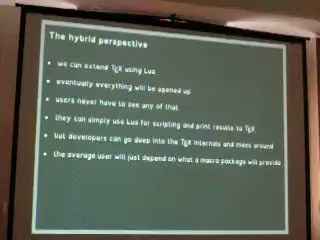 The hybrid perspective
• we can extend TEX using Lua
• eventually everything will be opened up
• users never have to see any of that
• they can simply use Lua for scripting and print results to TEX
• but developers can go deep into the TEX internals and mess around
• the average user will just depend on what a macro package will provide